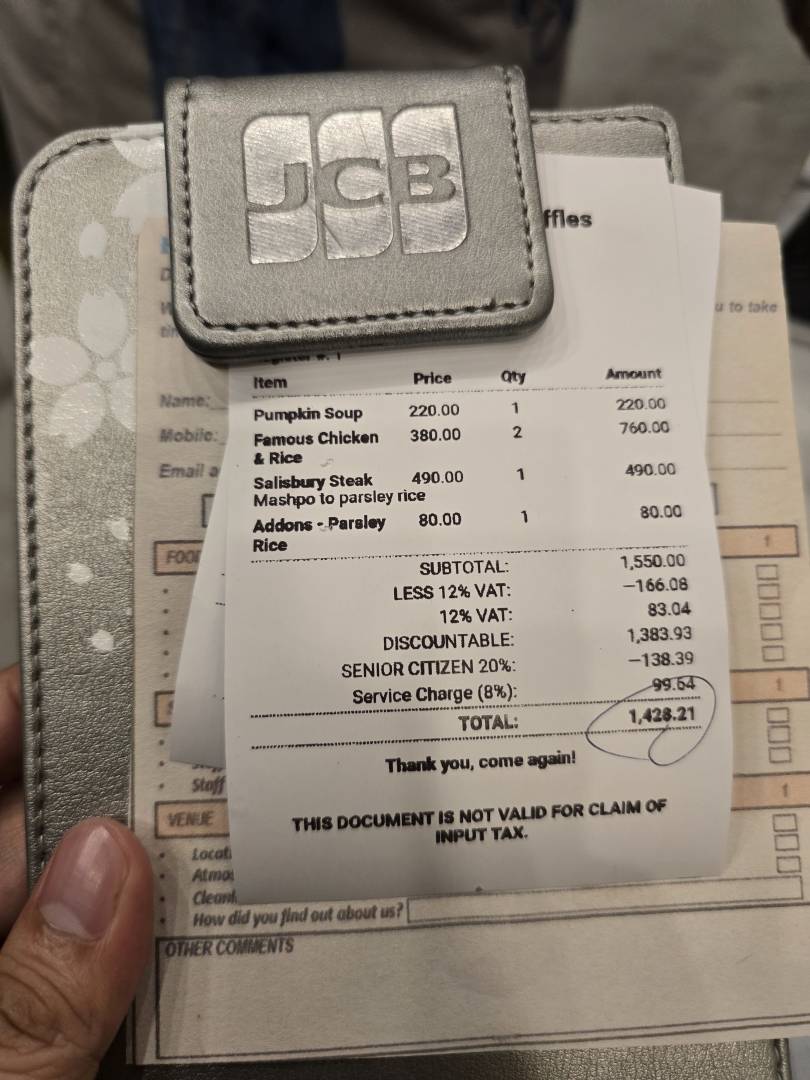 JCB
ffles
u to take
Name:
Mobile:
Email a
Item Price Qty Amount
Pumpkin Soup 220.00 1 220.00
Famous Chicken 380.00 2 760.00
& Rice
Salisbury Steak 490.00 1 490.00
Mashpo to parsley rice
Addons - Parsley 80.00 1 80.00
Rice
SUBTOTAL: 1,550.00
LESS 12% VAT: -166.08
12% VAT: 83.04
DISCOUNTABLE: 1,383.93
SENIOR CITIZEN 20%: -138.39
Service Charge (8%): 99.64
TOTAL: 1,428.21
Thank you, come again!
THIS DOCUMENT IS NOT VALID FOR CLAIM OF
INPUT TAX.
FOO
1
1
Staff
VENUE 1
Locati
Atmo
Cleanl
How did you find out about us?
OTHER COMMENTS